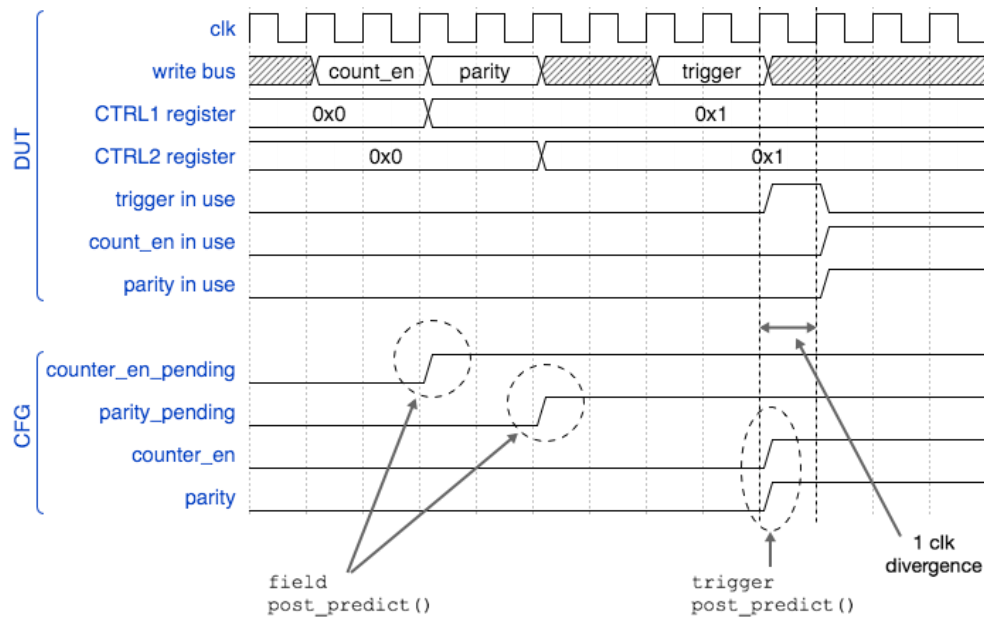 clk
write bus
count_en
parity
trigger
CTRL1 register
0x0
0x1
CTRL2 register
0x0
0x1
DUT
trigger in use
count_en in use
parity in use
counter_en_pending
parity_pending
CFG
counter_en
parity
1 clk
divergence
field
post_predict()
trigger
post_predict()